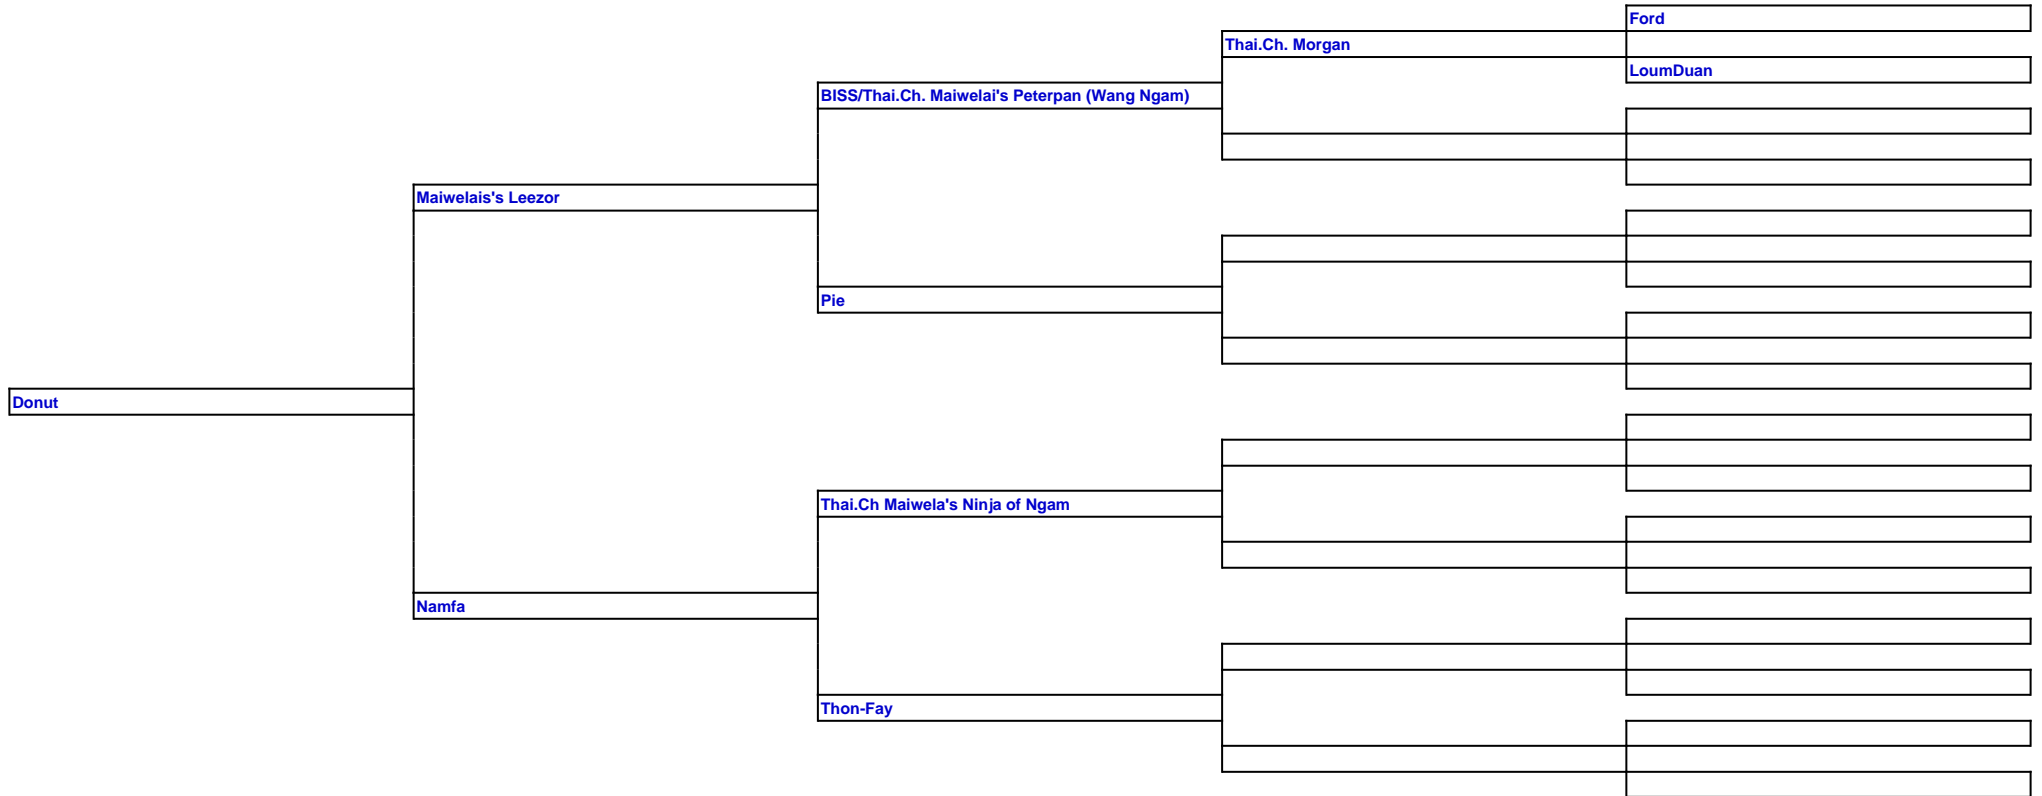 Ford
Thai.Ch. Morgan
LoumDuan
BISS/Thai.Ch. Maiwelai's Peterpan (Wang Ngam)
Maiwelais's Leezor
Pie
Donut
Thai.Ch Maiwela's Ninja of Ngam
Namfa
Thon-Fay